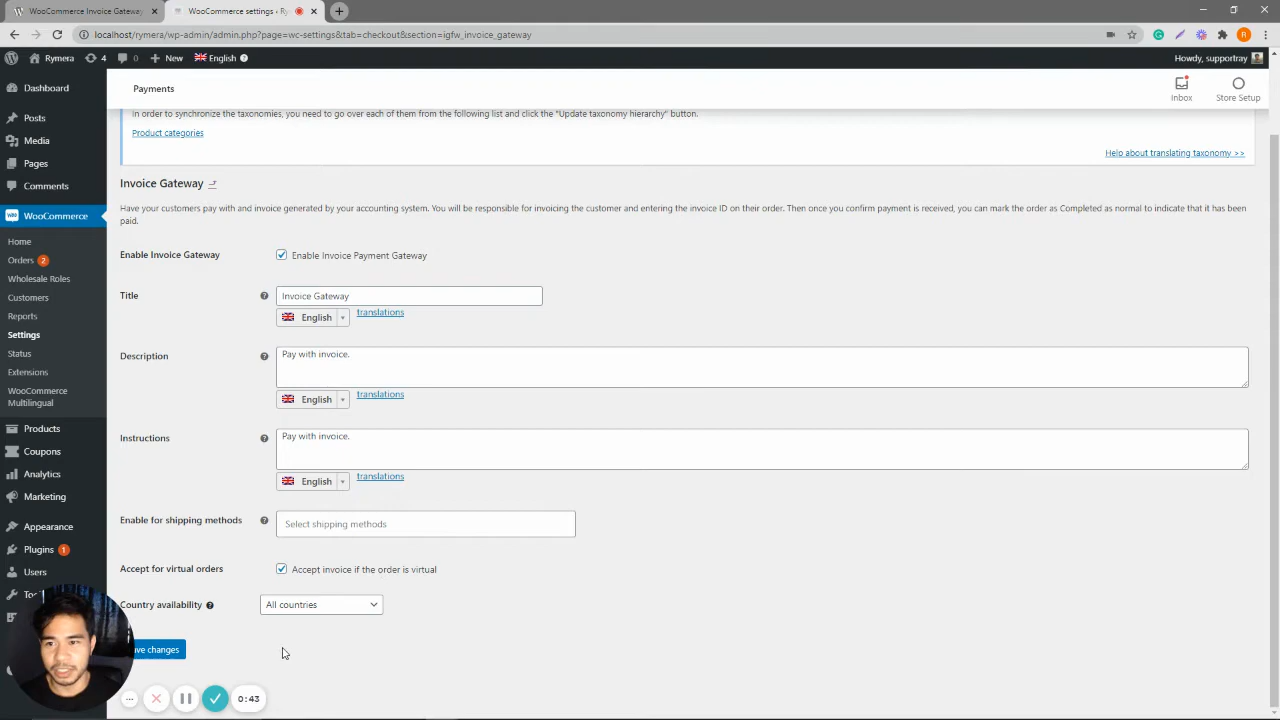 WooCommerce Invoice Gateway
WooCommerce settings ‹ Ry
localhost/rymera/wp-admin/admin.php?page=wc-settings&tab=checkout&section=igfw_invoice_gateway
R
Rymera
4
0
New
English
Howdy, supportray
Dashboard
Posts
Media
Pages
Comments
WooCommerce
Home
Orders 2
Wholesale Roles
Customers
Reports
Settings
Status
Extensions
WooCommerce
Multilingual
Products
Coupons
Analytics
Marketing
Appearance
Plugins 1
Users
Payments
Inbox
Store Setup
In order to synchronize the taxonomies, you need to go over each of them from the following list and click the "Update taxonomy hierarchy" button.
Product categories
Help about translating taxonomy >>
Invoice Gateway
Have your customers pay with and invoice generated by your accounting system. You will be responsible for invoicing the customer and entering the invoice ID on their order. Then once you confirm payment is received, you can mark the order as Completed as normal to indicate that it has been
paid.
Enable Invoice Gateway
Enable Invoice Payment Gateway
Title
Invoice Gateway
English
translations
Description
Pay with invoice.
English
translations
Instructions
Pay with invoice.
English
translations
Enable for shipping methods
Select shipping methods
Accept for virtual orders
Accept invoice if the order is virtual
Country availability
All countries
changes
0:43